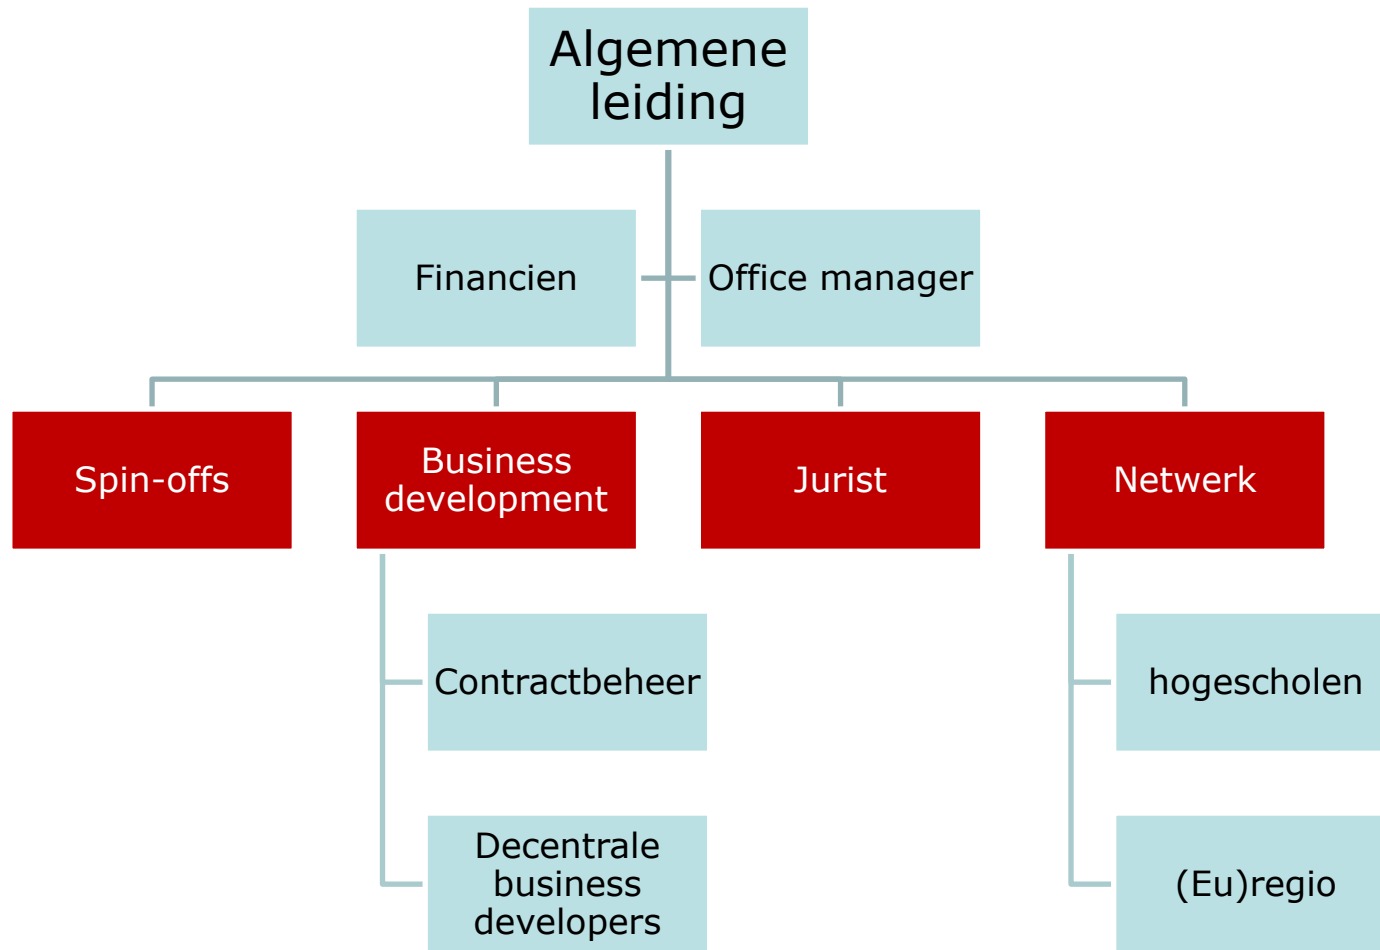 Algemene
leiding
Financien
Office manager
Spin-offs
Business
development
Jurist
Netwerk
Contractbeheer
hogescholen
Decentrale
business
developers
(Eu)regio